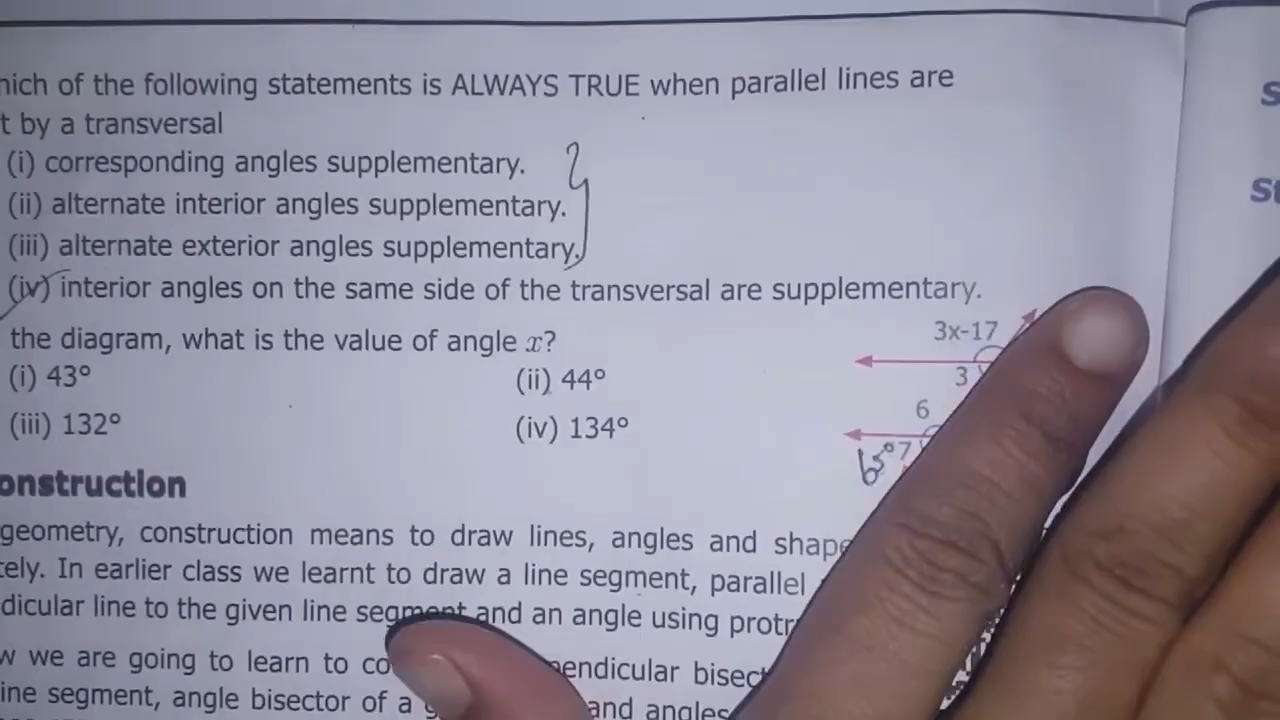 hich of the following statements is ALWAYS TRUE when parallel lines are
t by a transversal
(i) corresponding angles supplementary.
(ii) alternate interior angles supplementary.
(iii) alternate exterior angles supplementary.
(iv) interior angles on the same side of the transversal are supplementary.
the diagram, what is the value of angle x?
3x-17
3
(i) 43° (ii) 44°
6
(iii) 132° (iv) 134°
65° 7
onstruction
geometry, construction means to draw lines, angles and shape
tely. In earlier class we learnt to draw a line segment, parallel
dicular line to the given line segment and an angle using protr
w we are going to learn to co endicular bisec
ine segment, angle bisector of a and angles